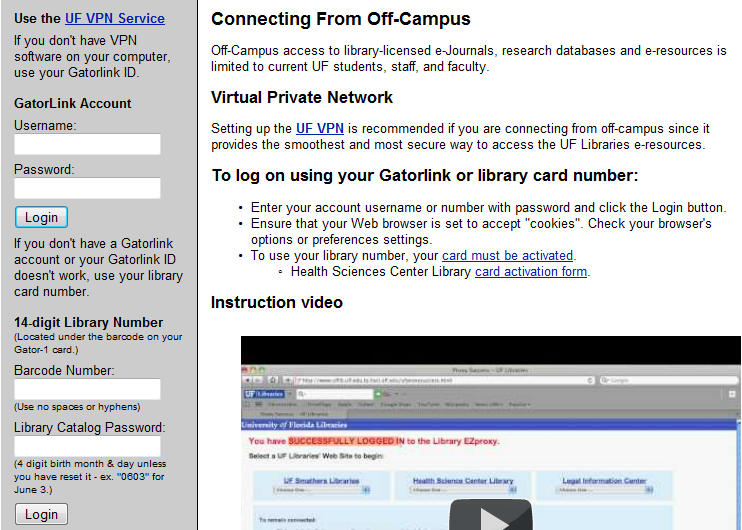 Use the UF VPN Service
If you don't have VPN
software on your computer,
use your Gatorlink ID.
GatorLink Account
Username:
Password:
Login
If you don't have a Gatorlink
account or your Gatorlink ID
doesn't work, use your library
card number.
14-digit Library Number
(Located under the barcode on your
Gator-1 card.)
Barcode Number:
(Use no spaces or hyphens)
Library Catalog Password:
(4 digit birth month & day unless
you have reset it - ex. "0603" for
June 3.)
Login
Connecting From Off-Campus
Off-Campus access to library-licensed e-Journals, research databases and e-resources is
limited to current UF students, staff, and faculty.
Virtual Private Network
Setting up the UF VPN is recommended if you are connecting from off-campus since it
provides the smoothest and most secure way to access the UF Libraries e-resources.
To log on using your Gatorlink or library card number:
• Enter your account username or number with password and click the Login button.
• Ensure that your Web browser is set to accept "cookies". Check your browser's
options or preferences settings.
• To use your library number, your card must be activated.
◦ Health Sciences Center Library card activation form.
Instruction video
Proxy Success - UF Libraries
Google
UF Libraries
University of Florida Libraries
You have SUCCESSFULLY LOGGED IN to the Library EZproxy.
Select a UF Libraries' Web Site to begin:
UF Smathers Libraries Health Science Center Library Legal Information Center
To remain connected: